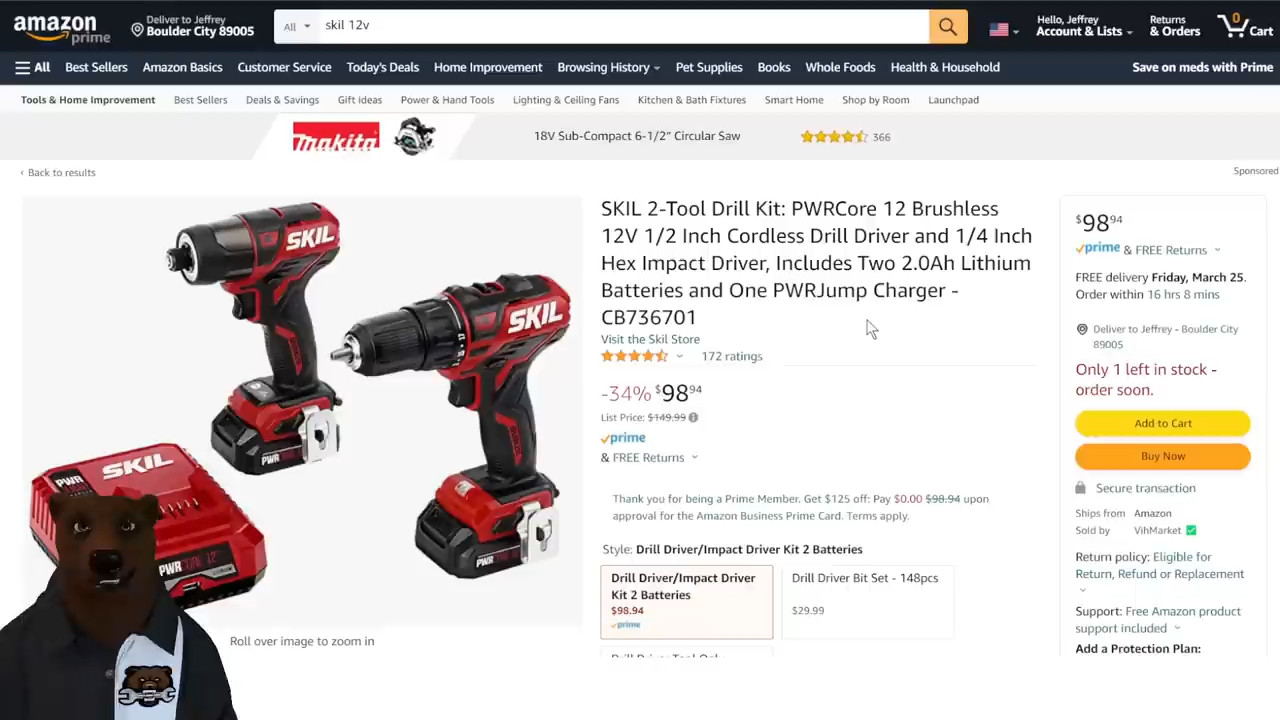 amazon
prime
Deliver to Jeffrey
Boulder City 89005
All
skil 12v
Hello, Jeffrey
Account & Lists
Returns
& Orders
0
Cart
All
Best Sellers
Amazon Basics
Customer Service
Today's Deals
Home Improvement
Browsing History
Pet Supplies
Books
Whole Foods
Health & Household
Save on meds with Prime
Tools & Home Improvement
Best Sellers
Deals & Savings
Gift Ideas
Power & Hand Tools
Lighting & Ceiling Fans
Kitchen & Bath Fixtures
Smart Home
Shop by Room
Launchpad
makita
18V Sub-Compact 6-1/2" Circular Saw
366
‹ Back to results
Sponsored
SKIL
SKIL
PWR
SKIL
PWR
PWRCORE 12
PWRCORE 12
SKIL 2-Tool Drill Kit: PWRCore 12 Brushless
12V 1/2 Inch Cordless Drill Driver and 1/4 Inch
Hex Impact Driver, Includes Two 2.0Ah Lithium
Batteries and One PWRJump Charger -
CB736701
Visit the Skil Store
172 ratings
-34% $98 94
List Price: $149.99
prime
& FREE Returns
Thank you for being a Prime Member. Get $125 off: Pay $0.00 $98.94 upon
approval for the Amazon Business Prime Card. Terms apply.
Style: Drill Driver/Impact Driver Kit 2 Batteries
Drill Driver/Impact Driver
Kit 2 Batteries
$98.94
prime
Drill Driver Bit Set - 148pcs
$29.99
Roll over image to zoom in
$98 94
prime & FREE Returns
FREE delivery Friday, March 25.
Order within 16 hrs 8 mins
Deliver to Jeffrey - Boulder City
89005
Only 1 left in stock -
order soon.
Add to Cart
Buy Now
Secure transaction
Ships from Amazon
Sold by VihMarket
Return policy: Eligible for
Return, Refund or Replacement
Support: Free Amazon product
support included
Add a Protection Plan: